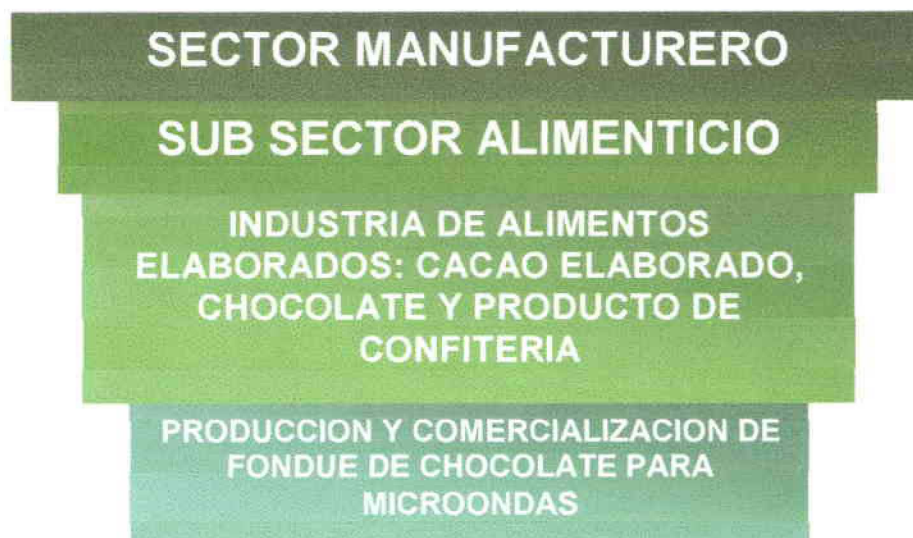 SECTOR MANUFACTURERO
SUB SECTOR ALIMENTICIO
INDUSTRIA DE ALIMENTOS
ELABORADOS: CACAO ELABORADO,
CHOCOLATE Y PRODUCTO DE
CONFITERIA
PRODUCCION Y COMERCIALIZACION DE
FONDUE DE CHOCOLATE PARA
MICROONDAS